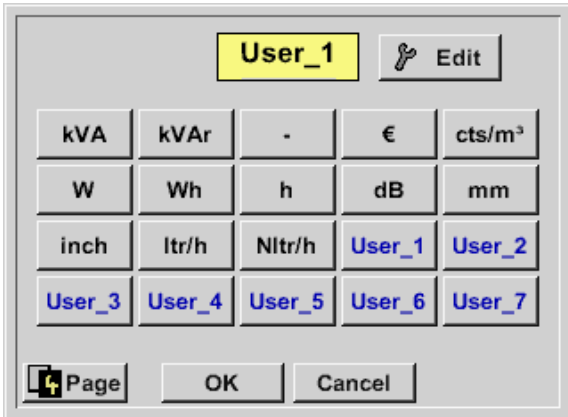 User_1 Edit
kVA kVAr - € cts/m³
W Wh h dB mm
inch ltr/h Nltr/h User_1 User_2
User_3 User_4 User_5 User_6 User_7
Page OK Cancel